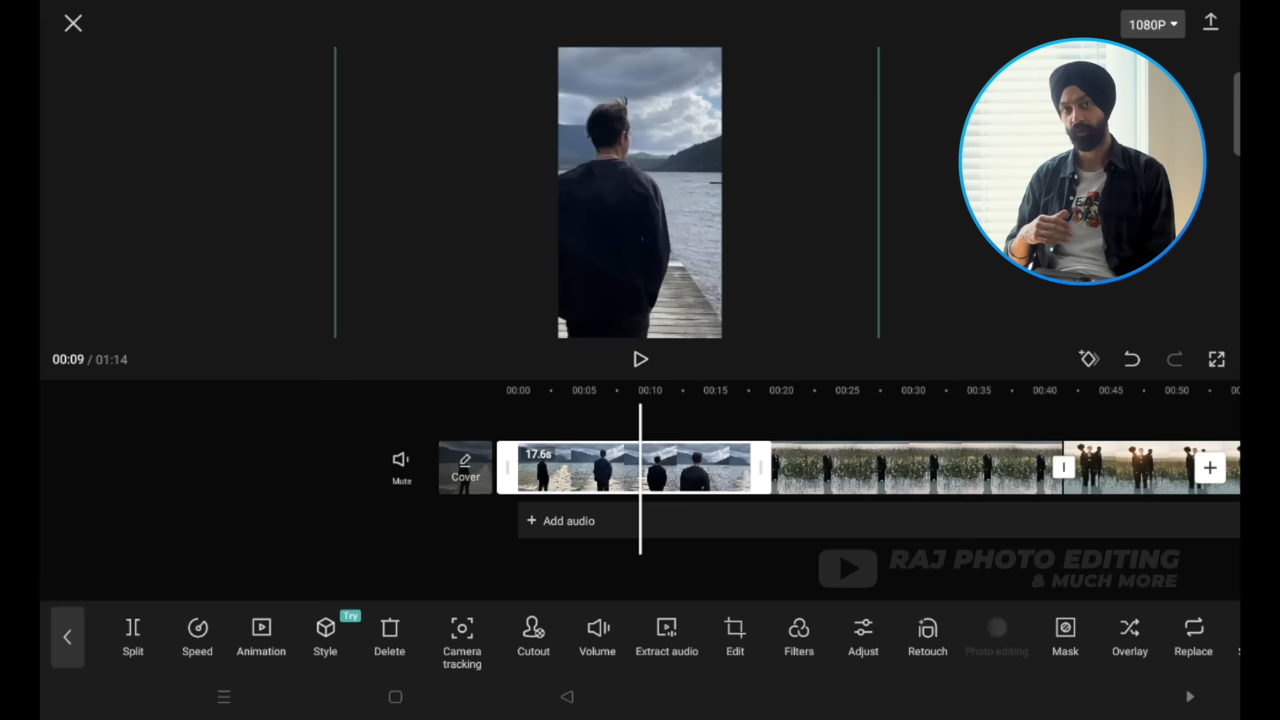 1080P
EAS
DAY
00:09 / 01:14
00:00 00:05 00:10 00:15 00:20 00:25 00:30 00:35 00:40 00:45 00:50 00
Mute
Cover
17.6s
+ Add audio
RAJ PHOTO EDITING
& MUCH MORE
Try
Split Speed Animation Style Delete Camera tracking Cutout Volume Extract audio Edit Filters Adjust Retouch Photo editing Mask Overlay Replace